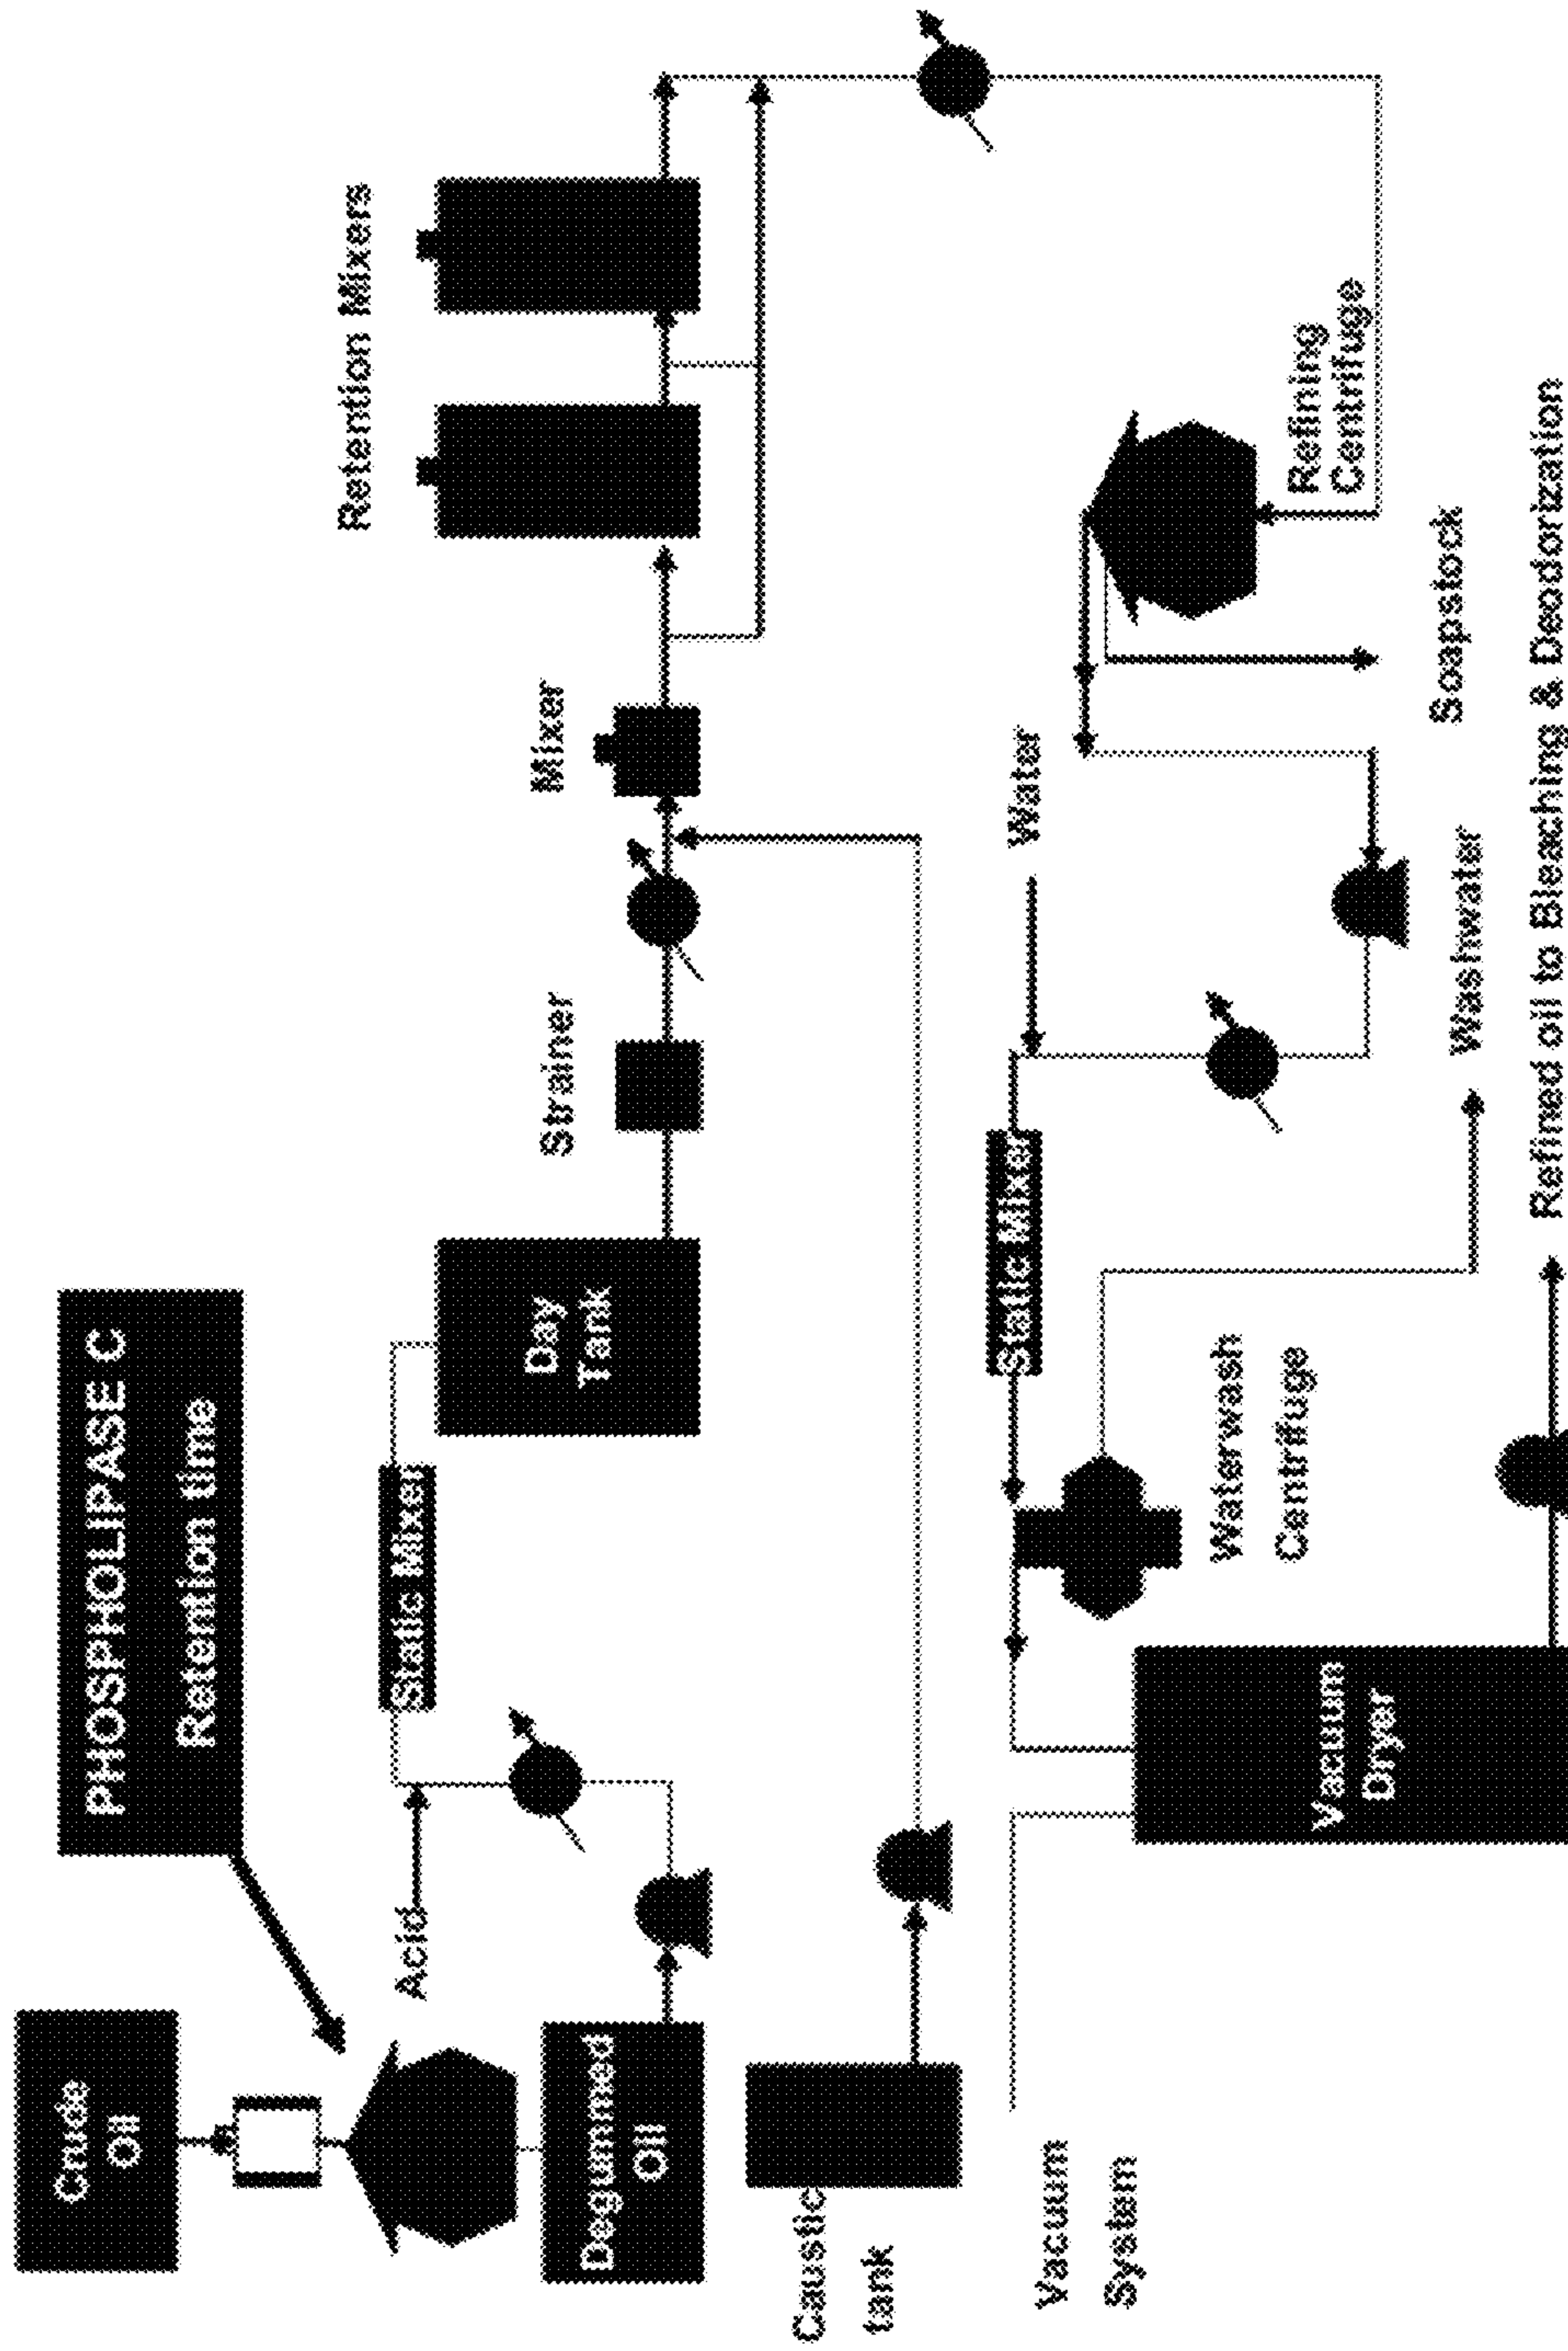 PHOSPHOLIPASE C
Retention time
Crude
Oil
Retention Mixers
Acid
Static Mixer
Day
Tank
Strainer
Mixer
Degummed
Oil
Caustic
tank
Water
Static Mixer
Refining
Centrifuge
Vacuum
System
Waterwash
Centrifuge
Vacuum
Dryer
Soapstock
Washwater
Refined oil to Bleaching & Deodorization